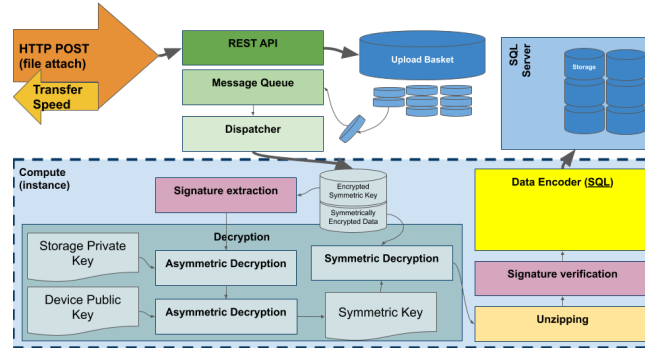 HTTP POST
(file attach)
Transfer
Speed
REST API
Message Queue
Dispatcher
Upload Basket
SQL
Server
Storage
Compute
(instance)
Signature extraction
Encrypted
Symmetric Key
Symmetrically
Encrypted Data
Data Encoder (SQL)
Decryption
Storage Private
Key
Asymmetric Decryption
Symmetric Decryption
Signature verification
Device Public
Key
Asymmetric Decryption
Symmetric Key
Unzipping